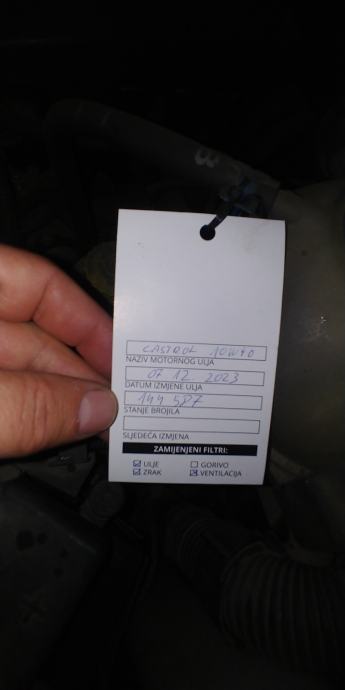 CASTROL 10W40
NAZIV MOTORNOG ULJA
07 12 2023
DATUM IZMJENE ULJA
144 587
STANJE BROJILA
SLJEDEĆA IZMJENA
ZAMIJENJENI FILTRI:
ULJE GORIVO
ZRAK VENTILACIJA